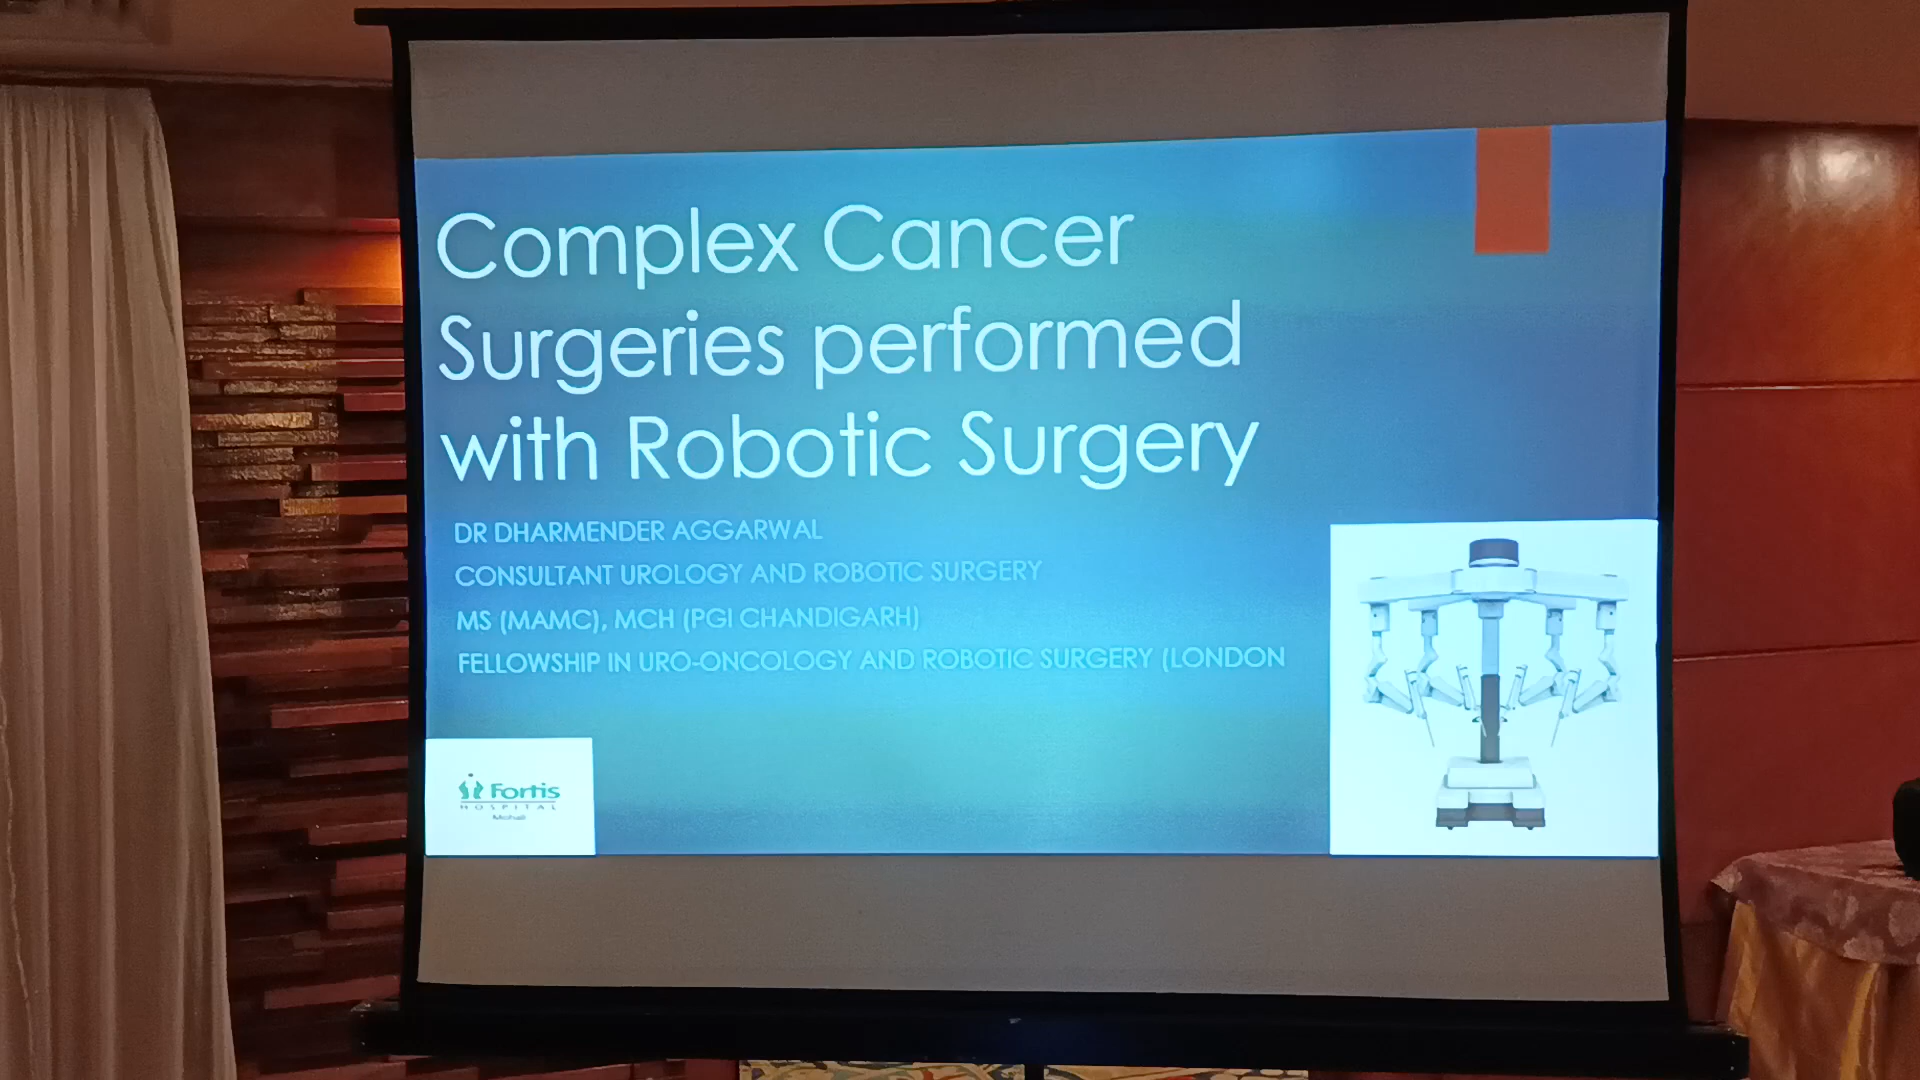 Complex Cancer
Surgeries performed
with Robotic Surgery
DR DHARMENDER AGGARWAL
CONSULTANT UROLOGY AND ROBOTIC SURGERY
MS (MAMC), MCH (PGI CHANDIGARH)
FELLOWSHIP IN URO-ONCOLOGY AND ROBOTIC SURGERY (LONDON
Fortis
HOSPITAL
Mohali